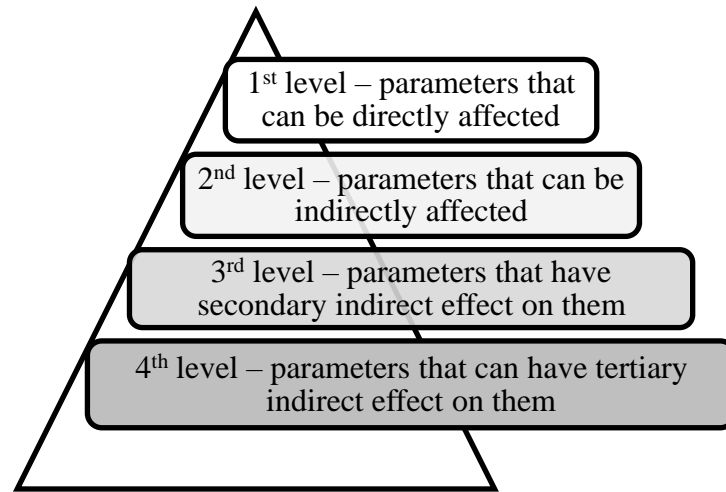 1st level – parameters that
can be directly affected
2nd level – parameters that can be
indirectly affected
3rd level – parameters that have
secondary indirect effect on them
4th level – parameters that can have tertiary
indirect effect on them